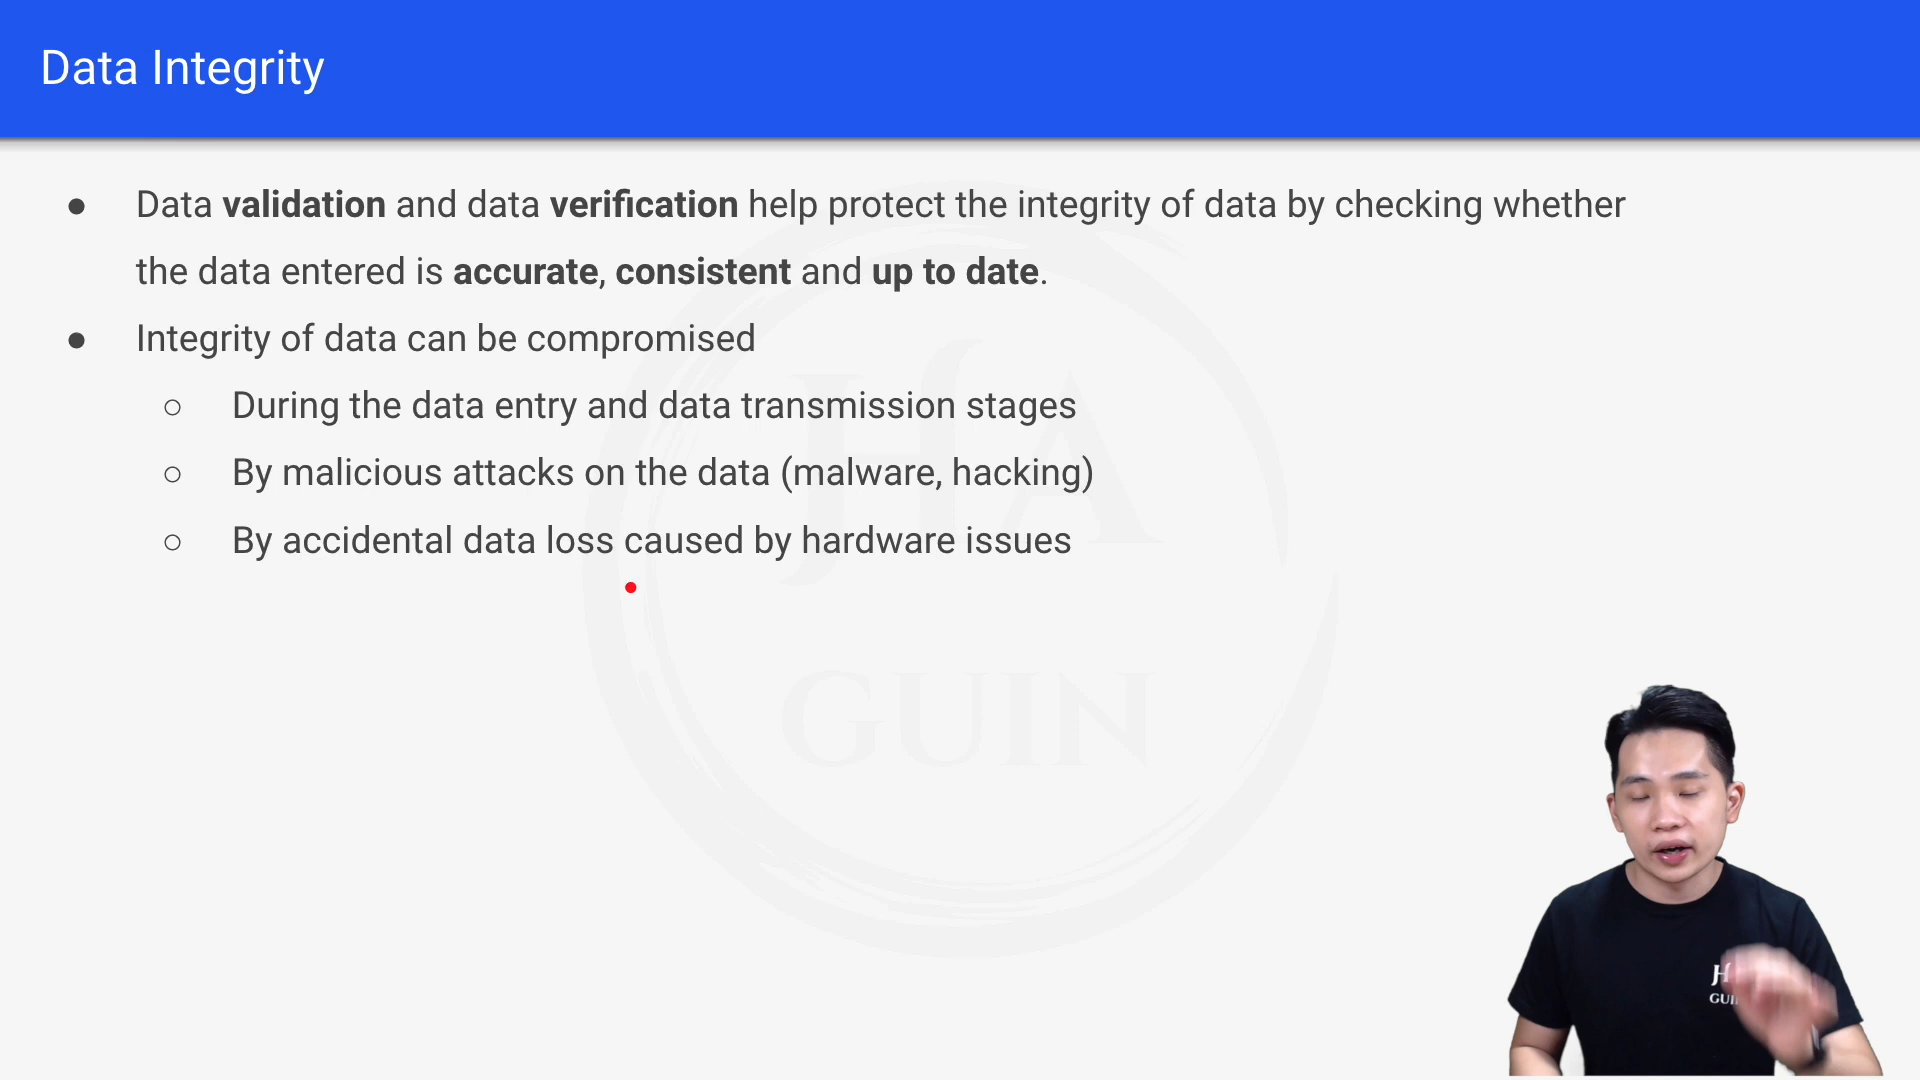 Data Integrity
● Data validation and data verification help protect the integrity of data by checking whether
the data entered is accurate, consistent and up to date.
● Integrity of data can be compromised
○ During the data entry and data transmission stages
○ By malicious attacks on the data (malware, hacking)
○ By accidental data loss caused by hardware issues
HA
GUIN